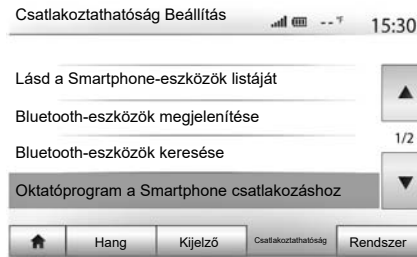 Csatlakoztathatóság Beállítás
-- °F
15:30
Lásd a Smartphone-eszközök listáját
Bluetooth-eszközök megjelenítése
1/2
Bluetooth-eszközök keresése
Oktatóprogram a Smartphone csatlakozáshoz
Hang
Kijelző
Csatlakoztathatóság
Rendszer